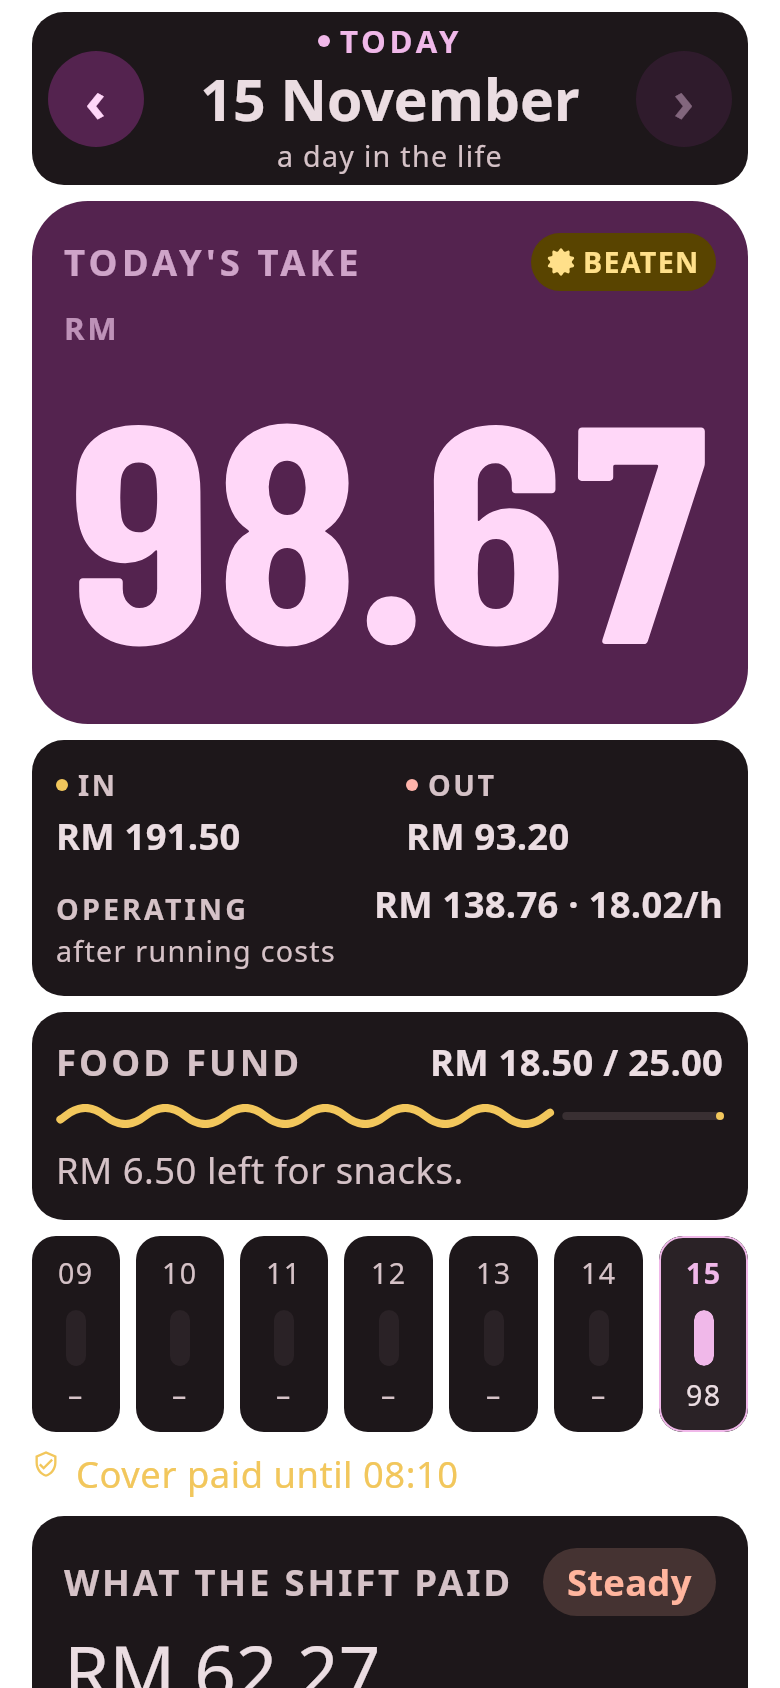 TODAY
‹
15 November
›
a day in the life
TODAY'S TAKE
BEATEN
RM
98.67
IN
OUT
RM 191.50
RM 93.20
OPERATING
RM 138.76 · 18.02/h
after running costs
FOOD FUND
RM 18.50 / 25.00
RM 6.50 left for snacks.
09 10 11 12 13 14 15
– – – – – – 98
Cover paid until 08:10
WHAT THE SHIFT PAID
Steady
RM 62.27